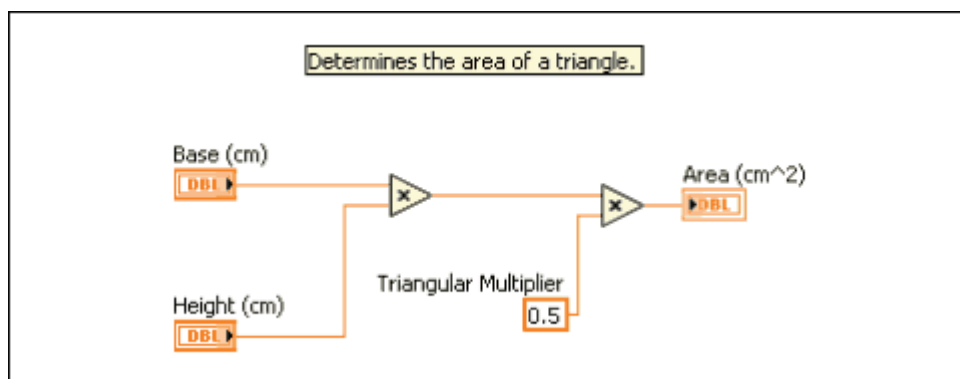 Determines the area of a triangle.
Base (cm)
DBL
×
×
Area (cm^2)
DBL
Triangular Multiplier
0.5
Height (cm)
DBL